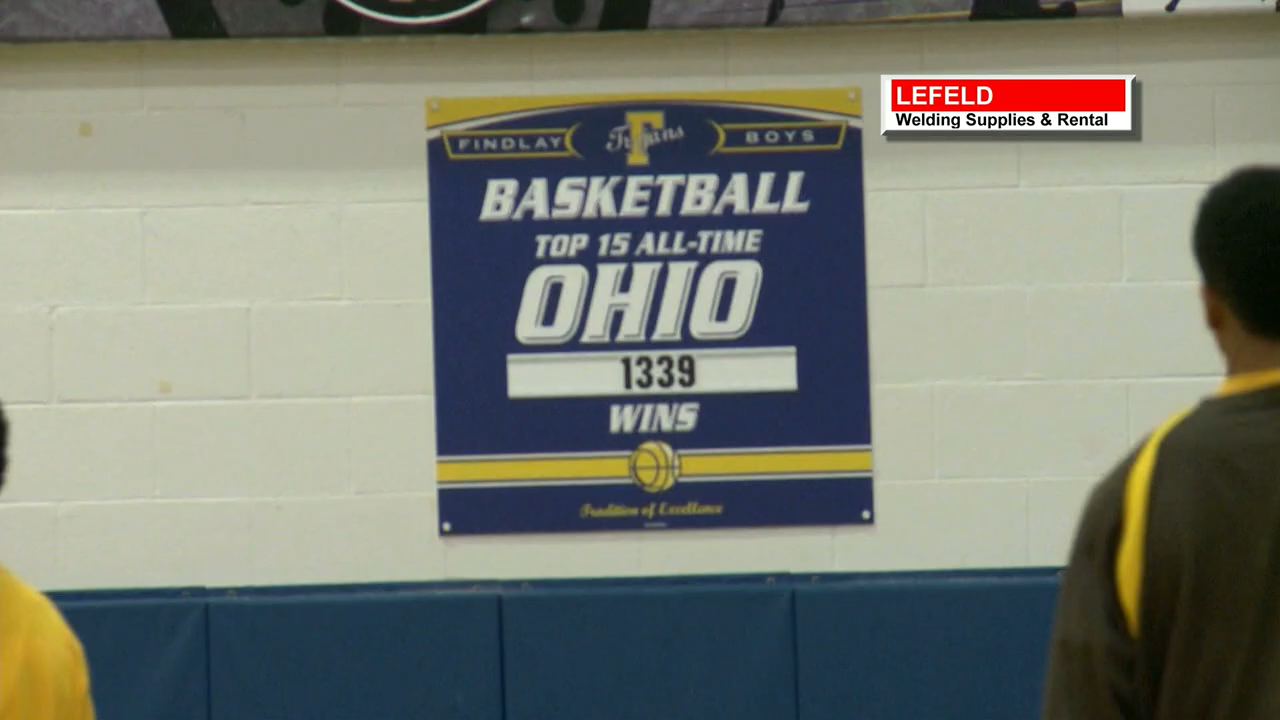 LEFELD
Welding Supplies & Rental
FINDLAY Trojans BOYS
BASKETBALL
TOP 15 ALL-TIME
OHIO
1339
WINS
Tradition of Excellence